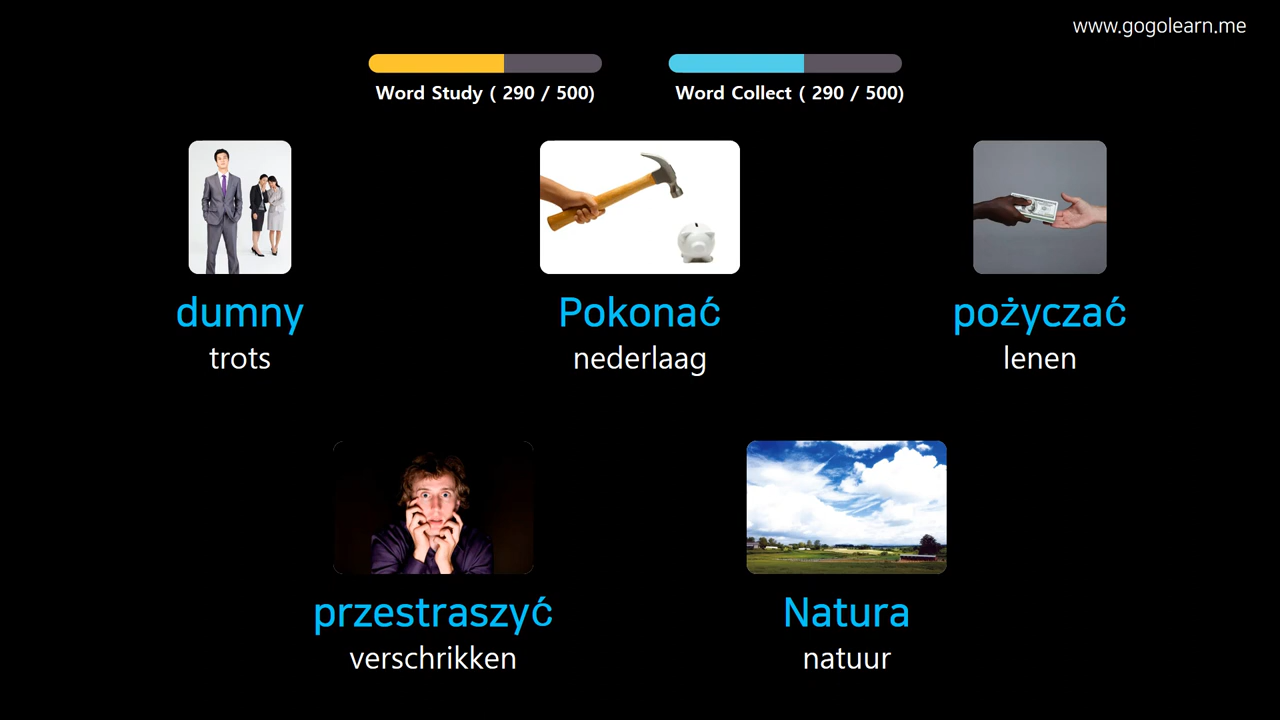 www.gogolearn.me
Word Study ( 290 / 500)
Word Collect ( 290 / 500)
dumny
trots
Pokonać
nederlaag
pożyczać
lenen
przestraszyć
verschrikken
Natura
natuur